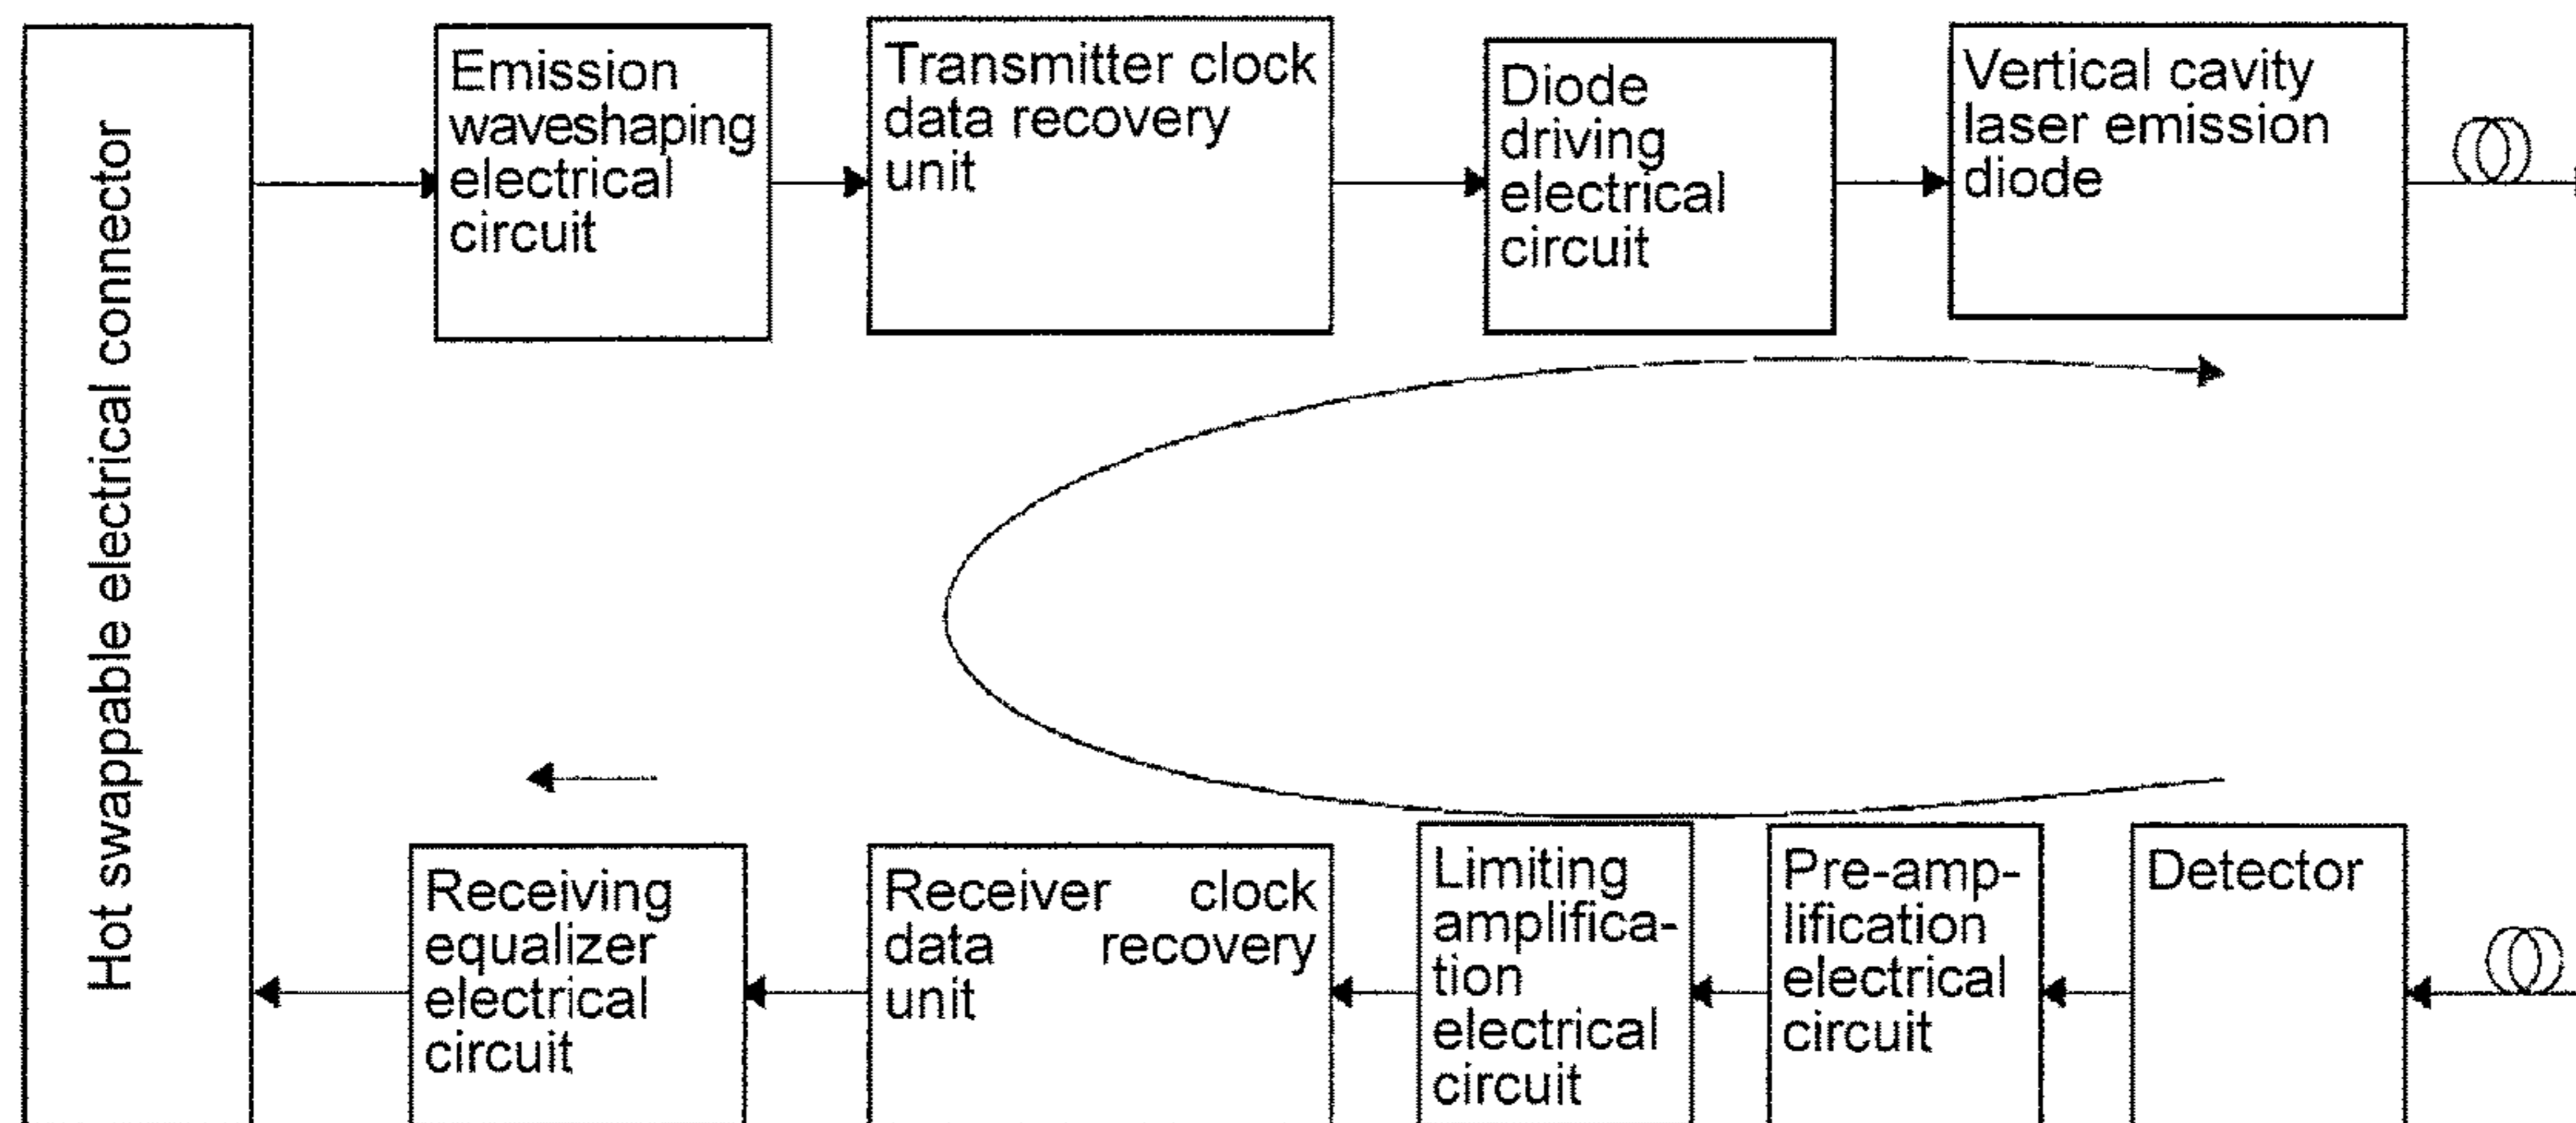 Hot swappable electrical connector
Emission
waveshaping
electrical
circuit
Transmitter clock
data recovery
unit
Diode
driving
electrical
circuit
Vertical cavity
laser emission
diode
Receiving
equalizer
electrical
circuit
Receiver clock
data recovery
unit
Limiting
amplifica-
tion
electrical
circuit
Pre-amp-
lification
electrical
circuit
Detector